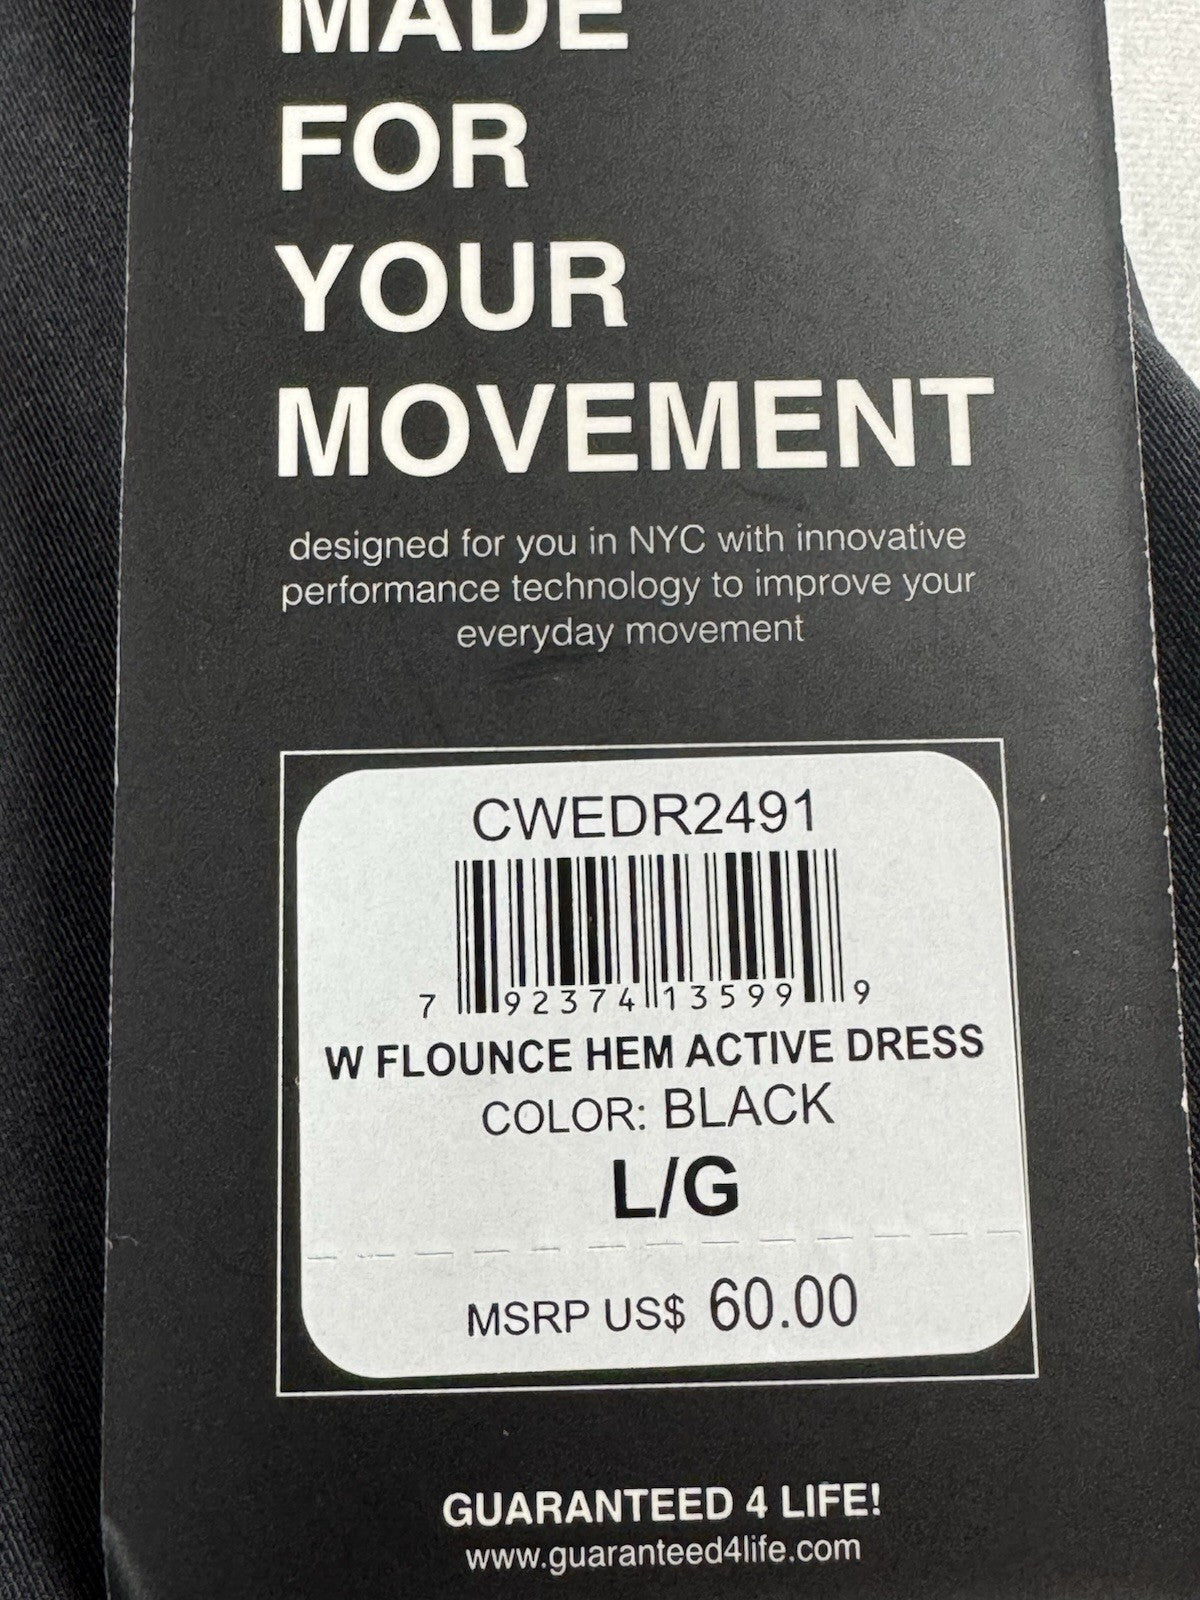 MADE
FOR
YOUR
MOVEMENT
designed for you in NYC with innovative
performance technology to improve your
everyday movement
CWEDR2491
7 92374 13599 9
W FLOUNCE HEM ACTIVE DRESS
COLOR: BLACK
L/G
MSRP US$ 60.00
GUARANTEED 4 LIFE!
www.guaranteed4life.com